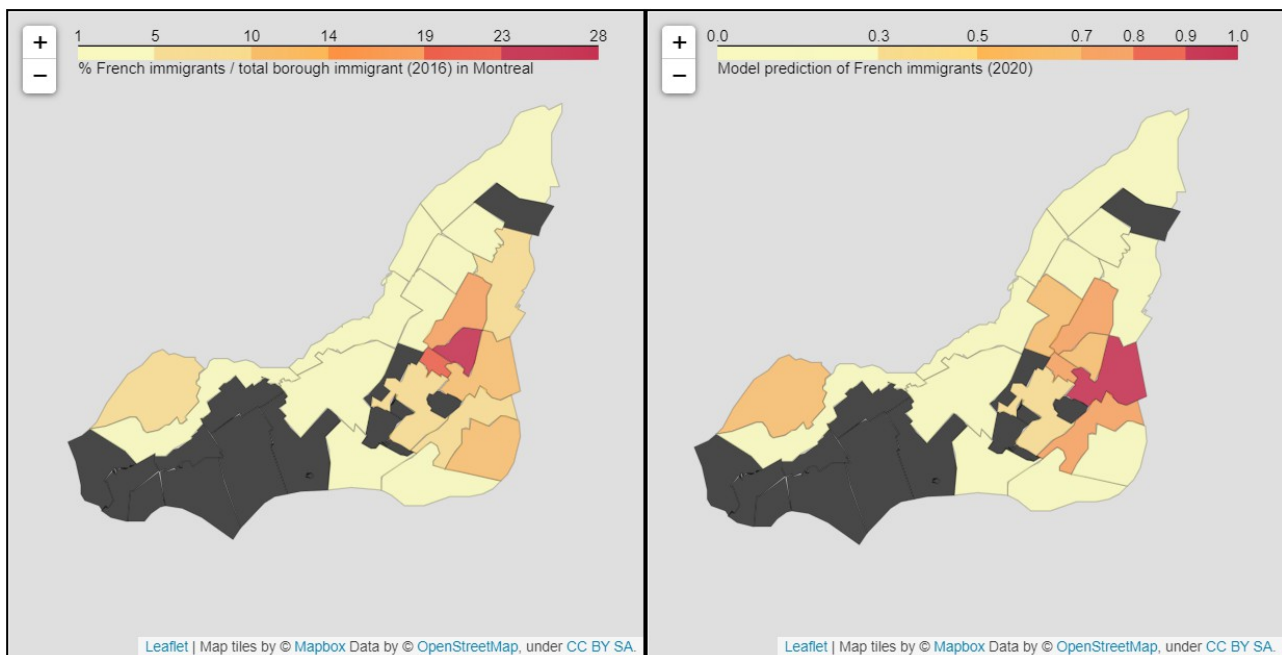 +
−
1 5 10 14 19 23 28
% French immigrants / total borough immigrant (2016) in Montreal
Leaflet | Map tiles by © Mapbox Data by © OpenStreetMap, under CC BY SA.
+
−
0.0 0.3 0.5 0.7 0.8 0.9 1.0
Model prediction of French immigrants (2020)
Leaflet | Map tiles by © Mapbox Data by © OpenStreetMap, under CC BY SA.